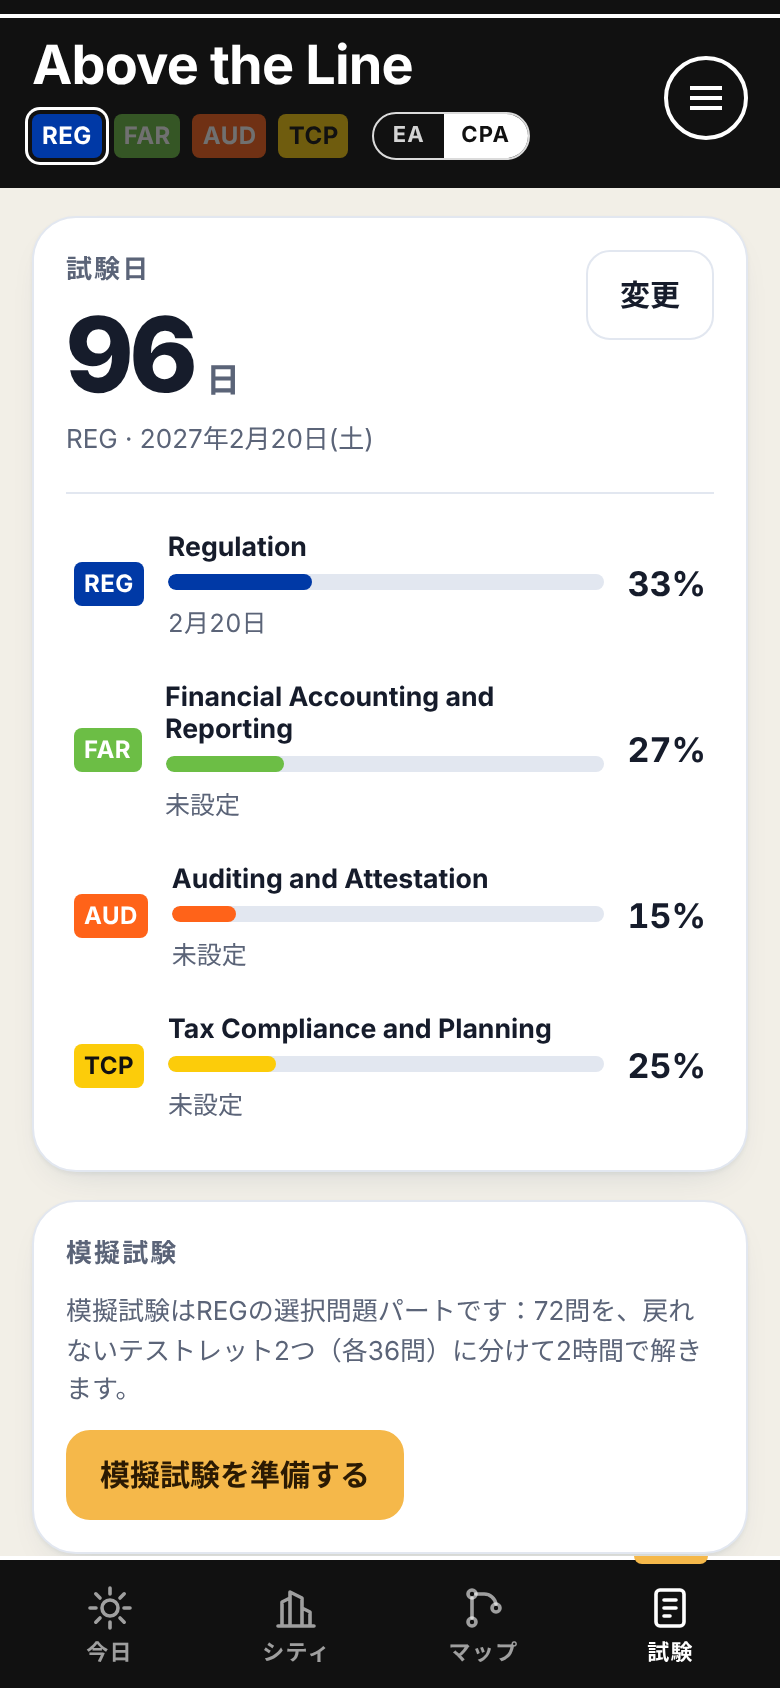 Above the Line
REG FAR AUD TCP EA CPA
試験日
変更
96 日
REG · 2027年2月20日(土)
Regulation
REG
33%
2月20日
Financial Accounting and
Reporting
FAR
27%
未設定
Auditing and Attestation
AUD
15%
未設定
Tax Compliance and Planning
TCP
25%
未設定
模擬試験
模擬試験はREGの選択問題パートです：72問を、戻れ
ないテストレット2つ（各36問）に分けて2時間で解き
ます。
模擬試験を準備する
今日 シティ マップ 試験